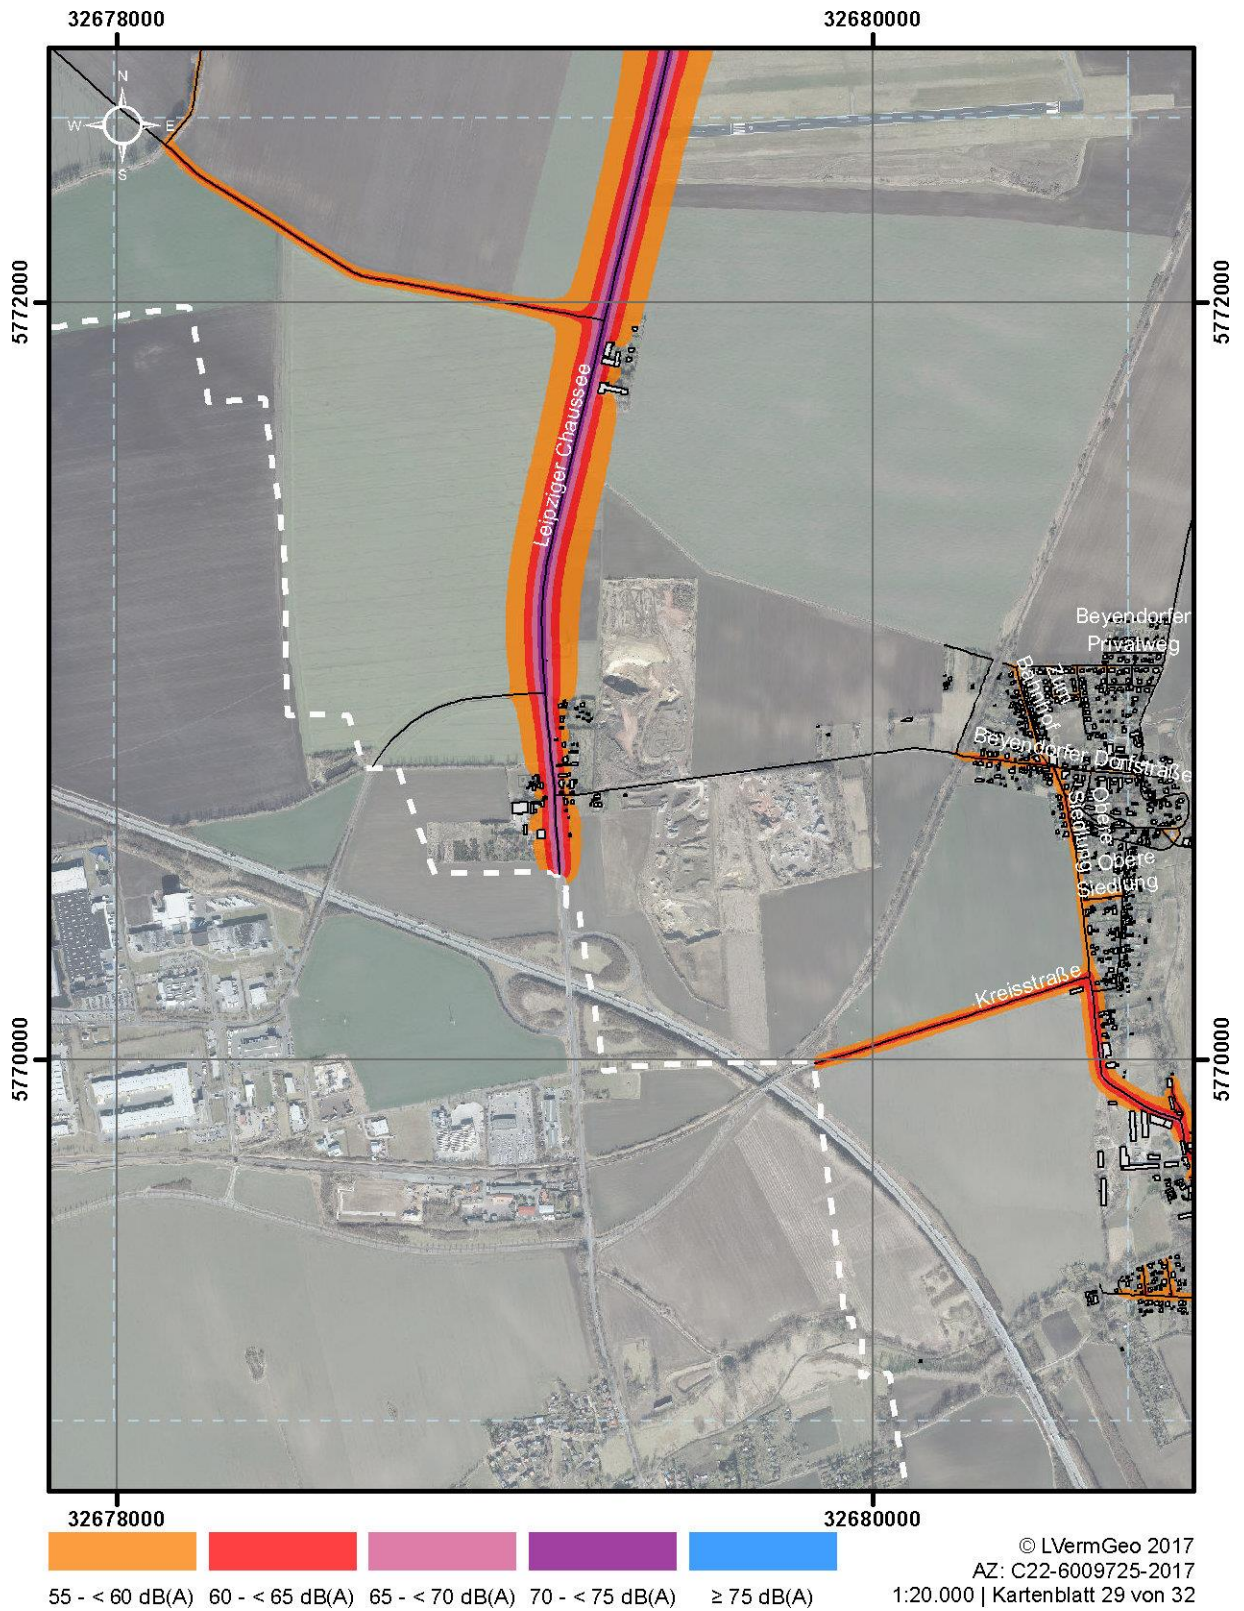 32678000
32680000
N
W
E
S
5772000
5772000
Leipziger Chaussee
Beyendorfer
Privatweg
Zum
Bahnhof
Beyendorfer Dorfstraße
Obere
Siedlung
Obere
Siedlung
Kreisstraße
5770000
5770000
32678000
32680000
55 - < 60 dB(A)
60 - < 65 dB(A)
65 - < 70 dB(A)
70 - < 75 dB(A)
≥ 75 dB(A)
© LVermGeo 2017
AZ: C22-6009725-2017
1:20.000 | Kartenblatt 29 von 32